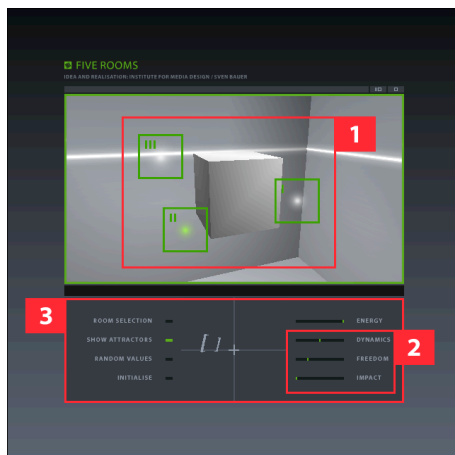 FIVE ROOMS
IDEA AND REALISATION: INSTITUTE FOR MEDIA DESIGN / SVEN BAUER
1
III
II
3
ROOM SELECTION
ENERGY
SHOW ATTRACTORS
DYNAMICS
2
RANDOM VALUES
FREEDOM
INITIALISE
IMPACT